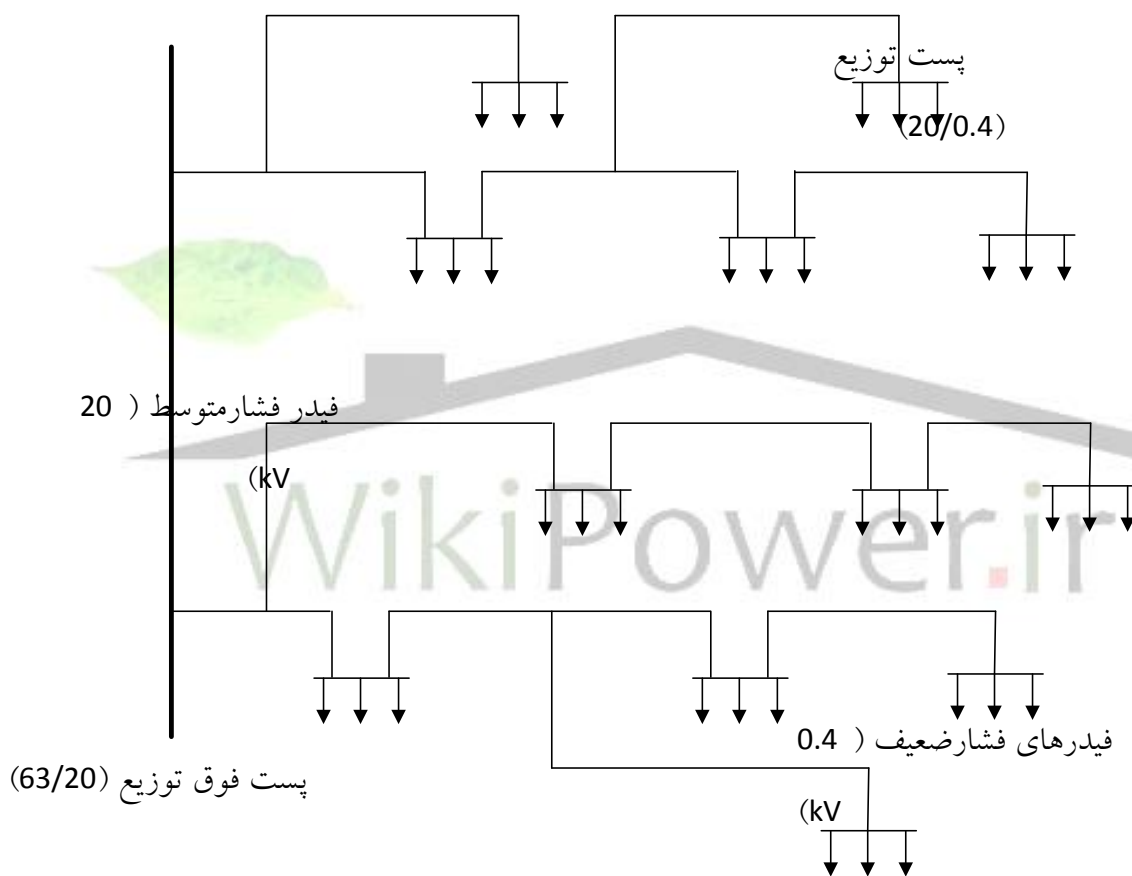 پست توزیع
(20/0.4)
فیدر فشارمتوسط ( 20
kV)
WikiPower.ir
فیدرهای فشارضعیف ( 0.4
kV)
پست فوق توزیع (63/20)